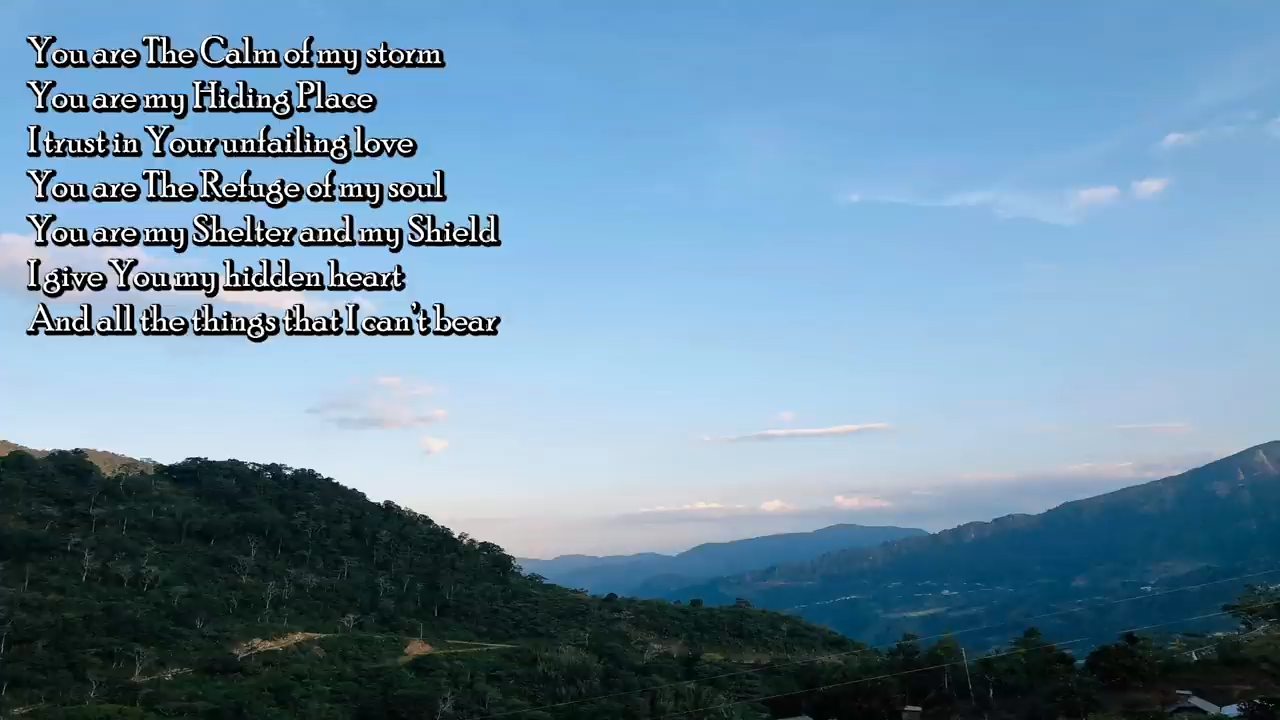 You are The Calm of my storm
You are my Hiding Place
I trust in Your unfailing love
You are The Refuge of my soul
You are my Shelter and my Shield
I give You my hidden heart
And all the things that I can't bear